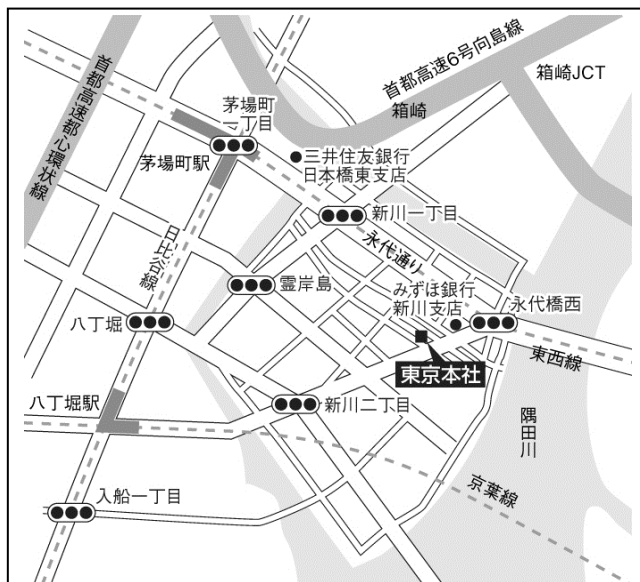 首都高速6号向島線
箱崎JCT
箱崎
首都高速都心環状線
茅場町
一丁目
茅場町駅
三井住友銀行
日本橋東支店
新川一丁目
永代通り
日比谷線
霊岸島
みずほ銀行
新川支店
永代橋西
八丁堀
東西線
東京本社
八丁堀駅
新川二丁目
隅田川
京葉線
入船一丁目